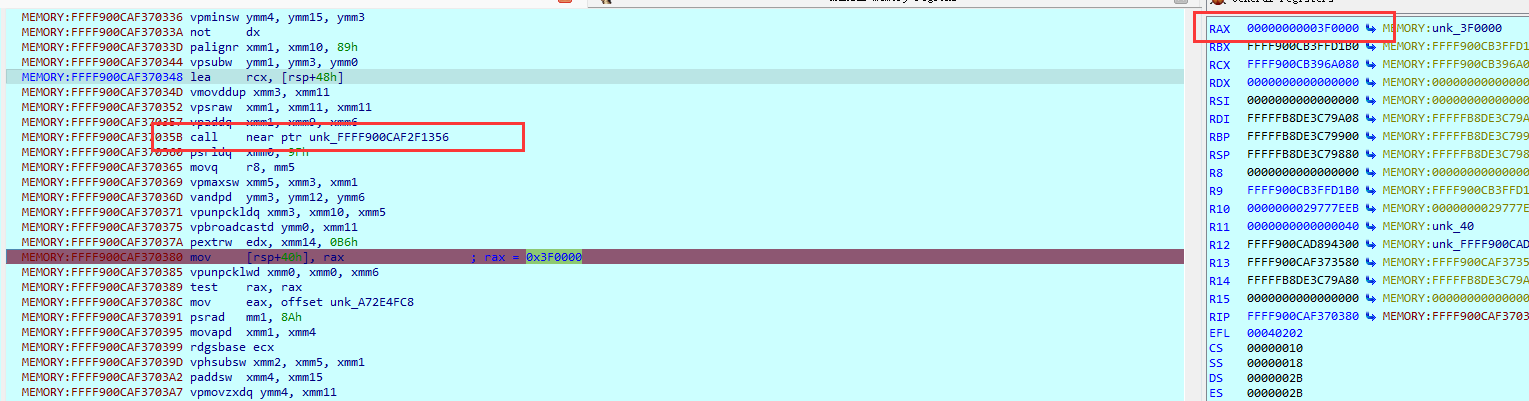 General registers
MEMORY:FFFF900CAF370336 vpminsw ymm4, ymm15, ymm3
MEMORY:FFFF900CAF37033A not dx
MEMORY:FFFF900CAF37033D palignr xmm1, xmm10, 89h
MEMORY:FFFF900CAF370344 vpsubw ymm1, ymm3, ymm0
MEMORY:FFFF900CAF370348 lea rcx, [rsp+48h]
MEMORY:FFFF900CAF37034D vmovddup xmm3, xmm11
MEMORY:FFFF900CAF370352 vpsraw xmm1, xmm11, xmm11
MEMORY:FFFF900CAF370357 vpaddq xmm1, xmm9, xmm6
MEMORY:FFFF900CAF37035B call near ptr unk_FFFF900CAF2F1356
MEMORY:FFFF900CAF370360 psrldq xmm0, 9Fh
MEMORY:FFFF900CAF370365 movq r8, mm5
MEMORY:FFFF900CAF370369 vpmaxsw xmm5, xmm3, xmm1
MEMORY:FFFF900CAF37036D vandpd ymm3, ymm12, ymm6
MEMORY:FFFF900CAF370371 vpunpckldq xmm3, xmm10, xmm5
MEMORY:FFFF900CAF370375 vpbroadcastd ymm0, xmm11
MEMORY:FFFF900CAF37037A pextrw edx, xmm14, 0B6h
MEMORY:FFFF900CAF370380 mov [rsp+40h], rax ; rax = 0x3F0000
MEMORY:FFFF900CAF370385 vpunpcklwd xmm0, xmm0, xmm6
MEMORY:FFFF900CAF370389 test rax, rax
MEMORY:FFFF900CAF37038C mov eax, offset unk_A72E4FC8
MEMORY:FFFF900CAF370391 psrad mm1, 8Ah
MEMORY:FFFF900CAF370395 movapd xmm1, xmm4
MEMORY:FFFF900CAF370399 rdgsbase ecx
MEMORY:FFFF900CAF37039D vphsubsw xmm2, xmm5, xmm1
MEMORY:FFFF900CAF3703A2 paddsw xmm4, xmm15
MEMORY:FFFF900CAF3703A7 vpmovzxdq ymm4, xmm11
RAX 00000000003F0000 MEMORY:unk_3F0000
RBX FFFF900CB3FFD1B0 MEMORY:FFFF900CB3FFD1
RCX FFFF900CB396A080 MEMORY:FFFF900CB396A0
RDX 0000000000000000 MEMORY:00000000000000
RSI 0000000000000000 MEMORY:00000000000000
RDI FFFFFB8DE3C79A08 MEMORY:FFFFFB8DE3C79A
RBP FFFFFB8DE3C79900 MEMORY:FFFFFB8DE3C799
RSP FFFFFB8DE3C79880 MEMORY:FFFFFB8DE3C798
R8 0000000000000000 MEMORY:00000000000000
R9 FFFF900CB3FFD1B0 MEMORY:FFFF900CB3FFD1
R10 0000000029777EEB MEMORY:0000000029777E
R11 0000000000000040 MEMORY:unk_40
R12 FFFF900CAD894300 MEMORY:unk_FFFF900CAD
R13 FFFF900CAF373580 MEMORY:FFFF900CAF3735
R14 FFFFFB8DE3C79A80 MEMORY:FFFFFB8DE3C79A
R15 0000000000000000 MEMORY:00000000000000
RIP FFFF900CAF370380 MEMORY:FFFF900CAF3703
EFL 00040202
CS 00000010
SS 00000018
DS 0000002B
ES 0000002B